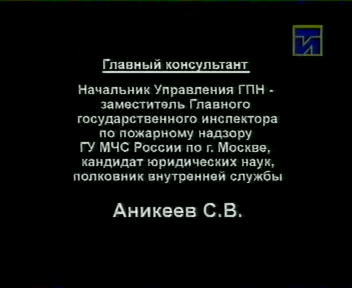 Главный консультант
Начальник Управления ГПН -
заместитель Главного
государственного инспектора
по пожарному надзору
ГУ МЧС России по г. Москве,
кандидат юридических наук,
полковник внутренней службы
Аникеев С.В.